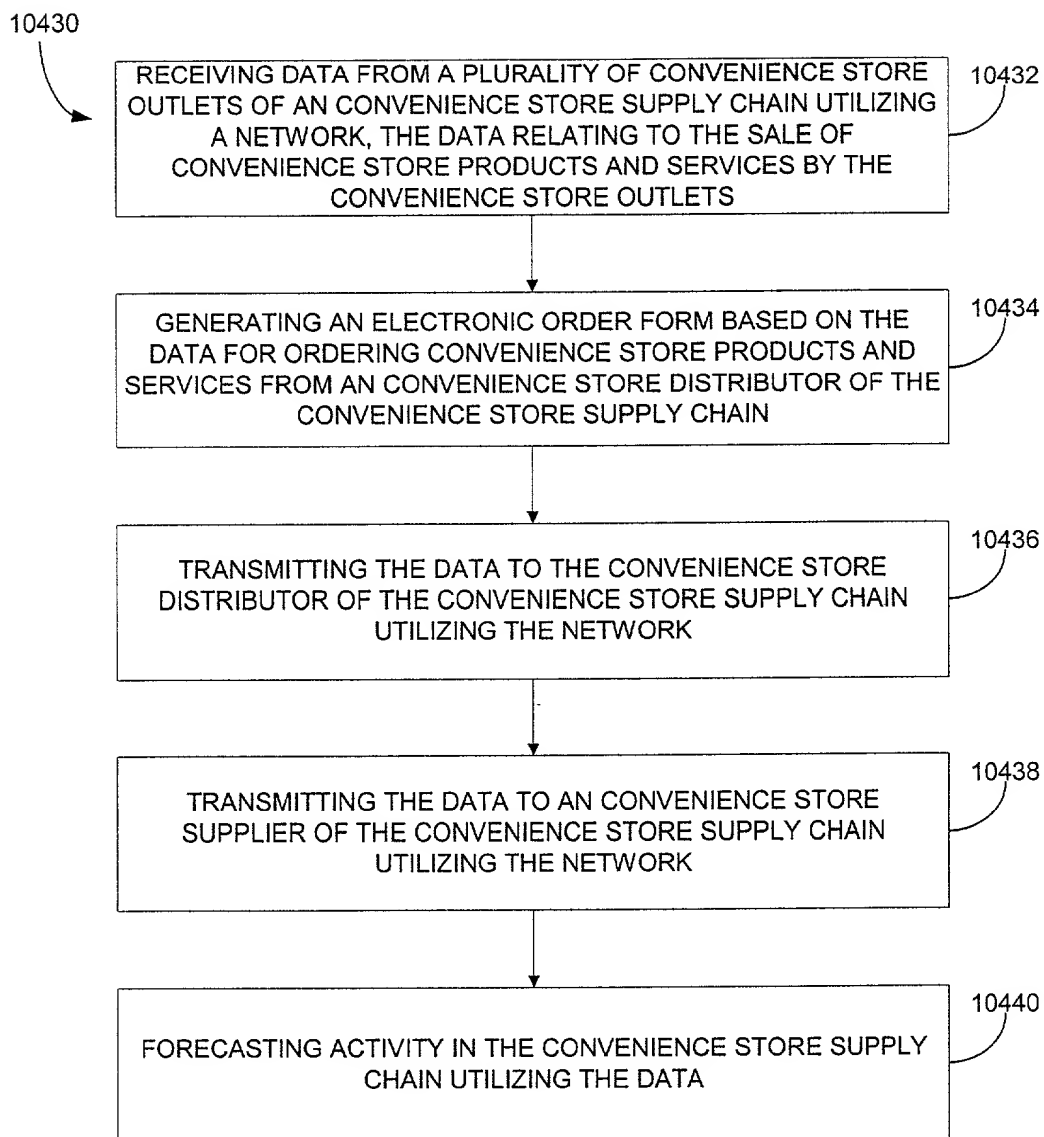 10430
RECEIVING DATA FROM A PLURALITY OF CONVENIENCE STORE
OUTLETS OF AN CONVENIENCE STORE SUPPLY CHAIN UTILIZING
A NETWORK, THE DATA RELATING TO THE SALE OF
CONVENIENCE STORE PRODUCTS AND SERVICES BY THE
CONVENIENCE STORE OUTLETS
10432
GENERATING AN ELECTRONIC ORDER FORM BASED ON THE
DATA FOR ORDERING CONVENIENCE STORE PRODUCTS AND
SERVICES FROM AN CONVENIENCE STORE DISTRIBUTOR OF THE
CONVENIENCE STORE SUPPLY CHAIN
10434
TRANSMITTING THE DATA TO THE CONVENIENCE STORE
DISTRIBUTOR OF THE CONVENIENCE STORE SUPPLY CHAIN
UTILIZING THE NETWORK
10436
TRANSMITTING THE DATA TO AN CONVENIENCE STORE
SUPPLIER OF THE CONVENIENCE STORE SUPPLY CHAIN
UTILIZING THE NETWORK
10438
FORECASTING ACTIVITY IN THE CONVENIENCE STORE SUPPLY
CHAIN UTILIZING THE DATA
10440